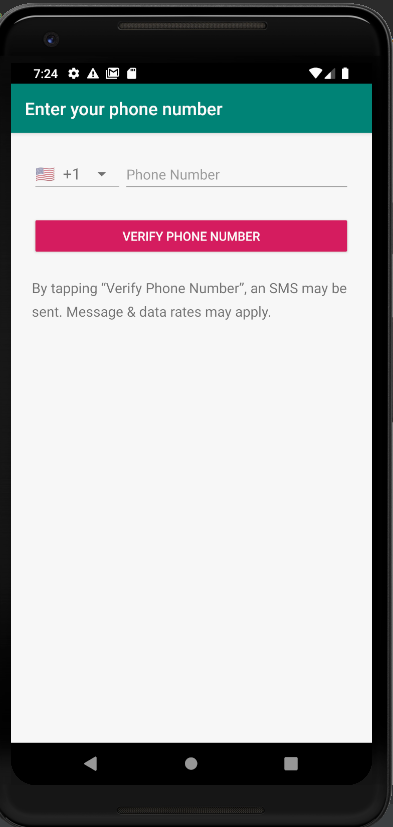 7:24
Enter your phone number
+1
Phone Number
VERIFY PHONE NUMBER
By tapping “Verify Phone Number”, an SMS may be
sent. Message & data rates may apply.